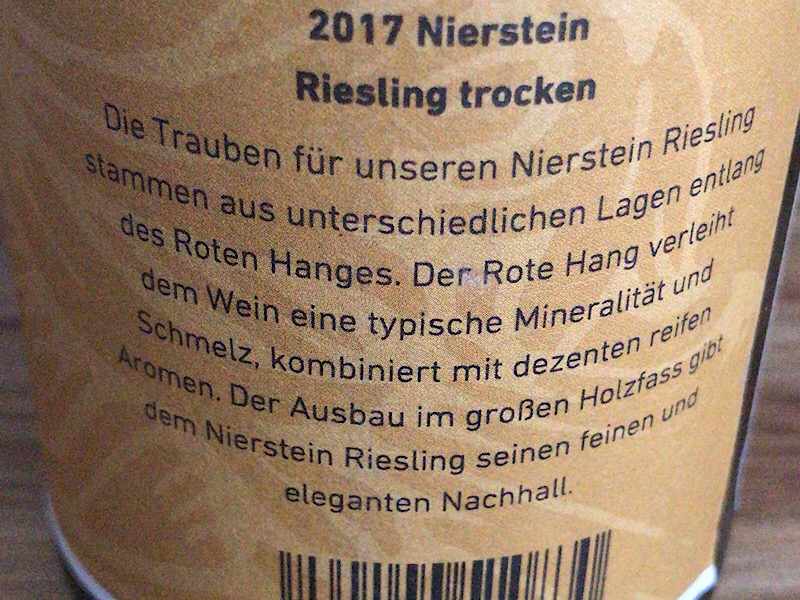 2017 Nierstein
Riesling trocken
Die Trauben für unseren Nierstein Riesling
stammen aus unterschiedlichen Lagen entlang
des Roten Hanges. Der Rote Hang verleiht
dem Wein eine typische Mineralität und
Schmelz, kombiniert mit dezenten reifen
Aromen. Der Ausbau im großen Holzfass gibt
dem Nierstein Riesling seinen feinen und
eleganten Nachhall.